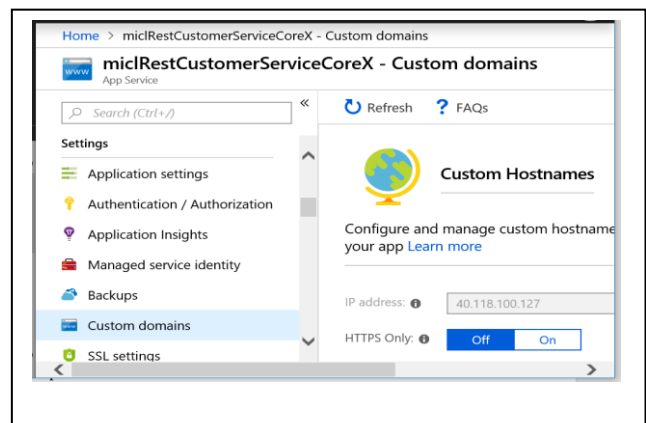 Home > miclRestCustomerServiceCoreX - Custom domains
www
miclRestCustomerServiceCoreX - Custom domains
App Service
Search (Ctrl+/)
«
Refresh ? FAQs
Settings
Application settings
Authentication / Authorization
Application Insights
Managed service identity
Backups
www
Custom domains
SSL settings
Custom Hostnames
Configure and manage custom hostname
your app Learn more
IP address: 40.118.100.127
HTTPS Only: Off On